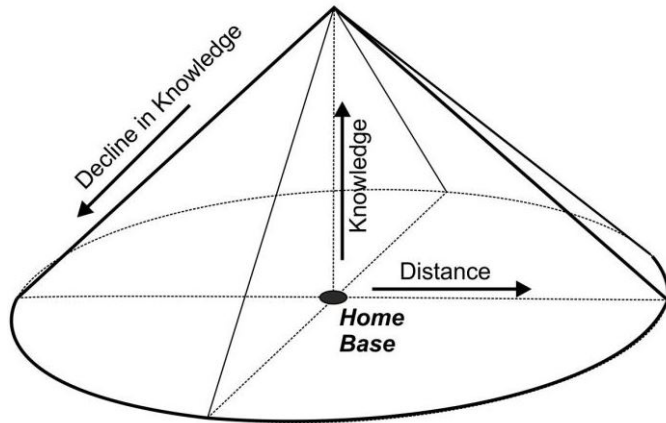 Decline in Knowledge
Knowledge
Distance
Home
Base